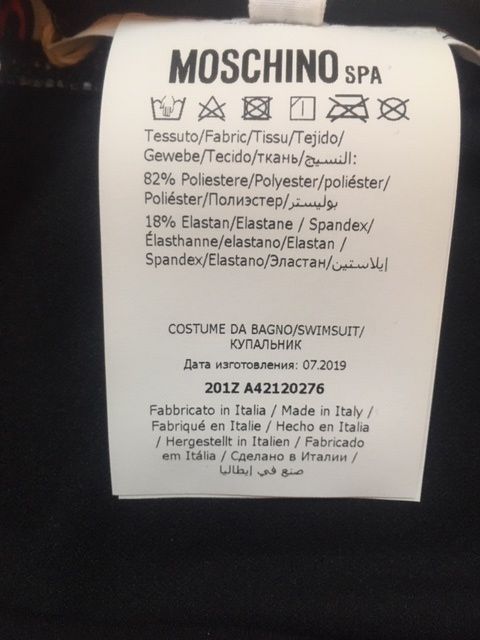 MOSCHINO SPA
Tessuto/Fabric/Tissu/Tejido/
Gewebe/Tecido/ткань/النسيج:
82% Poliestere/Polyester/poliéster/
Poliéster/Полиэстер/بوليستر
18% Elastan/Elastane / Spandex/
Élasthanne/elastano/Elastan /
Spandex/Elastano/Эластан/إيلاستين
COSTUME DA BAGNO/SWIMSUIT/
КУПАЛЬНИК
Дата изготовления: 07.2019
201Z A42120276
Fabbricato in Italia / Made in Italy /
Fabriqué en Italie / Hecho en Italia
/ Hergestellt in Italien / Fabricado
em Itália / Сделано в Италии /
صنع في إيطاليا